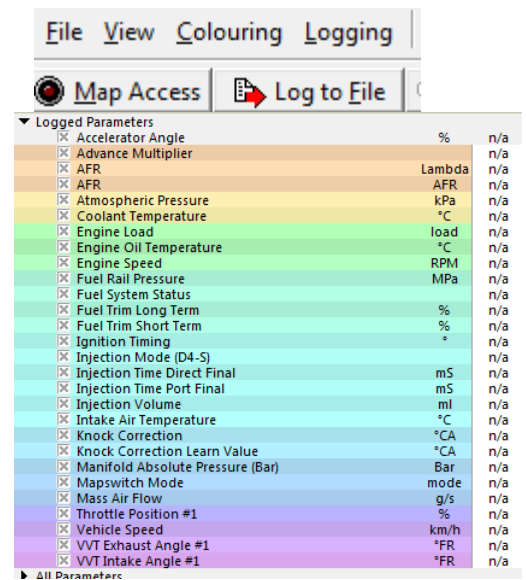 File View Colouring Logging
Map Access Log to File
Logged Parameters
Accelerator Angle % n/a
Advance Multiplier n/a
AFR Lambda n/a
AFR AFR n/a
Atmospheric Pressure kPa n/a
Coolant Temperature °C n/a
Engine Load load n/a
Engine Oil Temperature °C n/a
Engine Speed RPM n/a
Fuel Rail Pressure MPa n/a
Fuel System Status n/a
Fuel Trim Long Term % n/a
Fuel Trim Short Term % n/a
Ignition Timing ° n/a
Injection Mode (D4-S) n/a
Injection Time Direct Final mS n/a
Injection Time Port Final mS n/a
Injection Volume ml n/a
Intake Air Temperature °C n/a
Knock Correction °CA n/a
Knock Correction Learn Value °CA n/a
Manifold Absolute Pressure (Bar) Bar n/a
Mapswitch Mode mode n/a
Mass Air Flow g/s n/a
Throttle Position #1 % n/a
Vehicle Speed km/h n/a
VVT Exhaust Angle #1 °FR n/a
VVT Intake Angle #1 °FR n/a
All Parameters